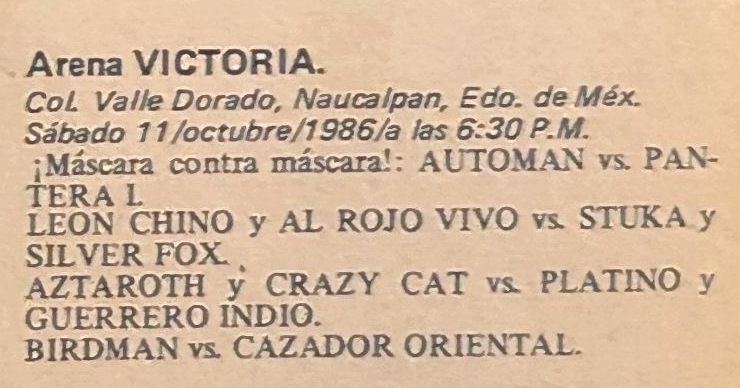 Arena VICTORIA.
Col. Valle Dorado, Naucalpan, Edo. de Méx.
Sábado 11/octubre/1986/a las 6:30 P.M.
¡Máscara contra máscara!: AUTOMAN vs. PAN-
TERA I.
LEON CHINO y AL ROJO VIVO vs. STUKA y
SILVER FOX.
AZTAROTH y CRAZY CAT vs. PLATINO y
GUERRERO INDIO.
BIRDMAN vs. CAZADOR ORIENTAL.